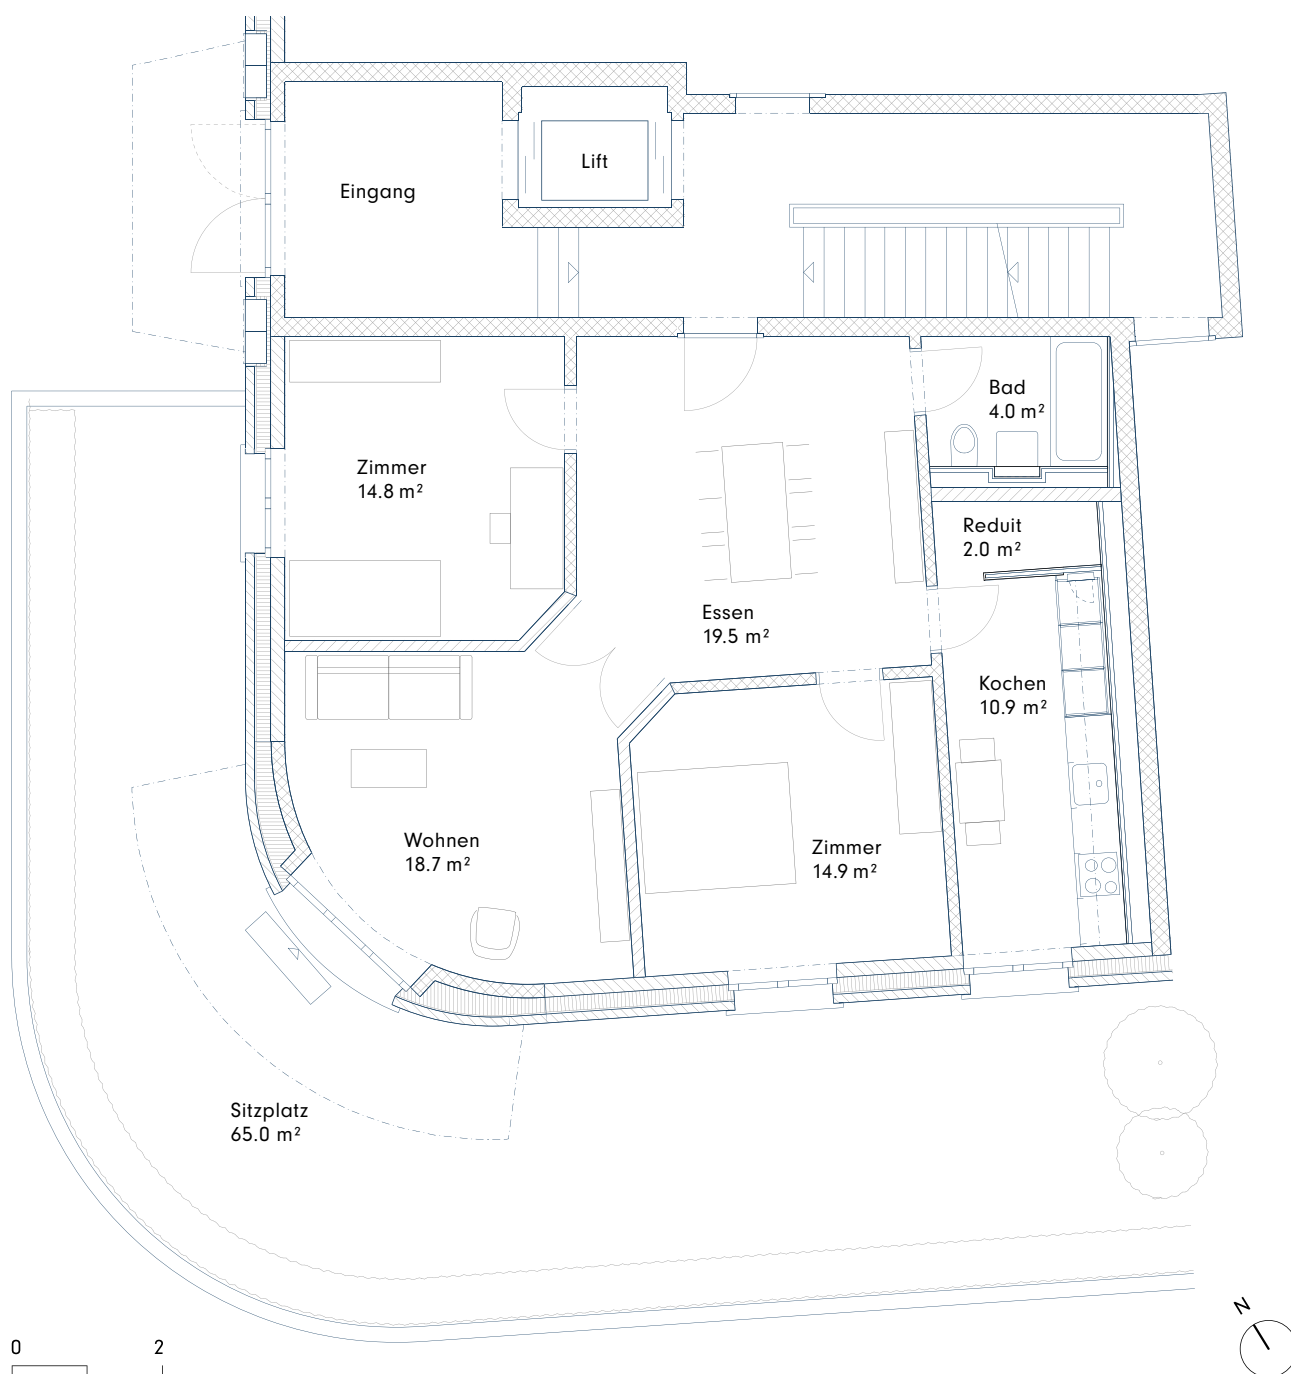 Lift
Eingang
Bad
4.0 m²
Zimmer
14.8 m²
Reduit
2.0 m²
Essen
19.5 m²
Kochen
10.9 m²
Wohnen
18.7 m²
Zimmer
14.9 m²
Sitzplatz
65.0 m²
N
0 2